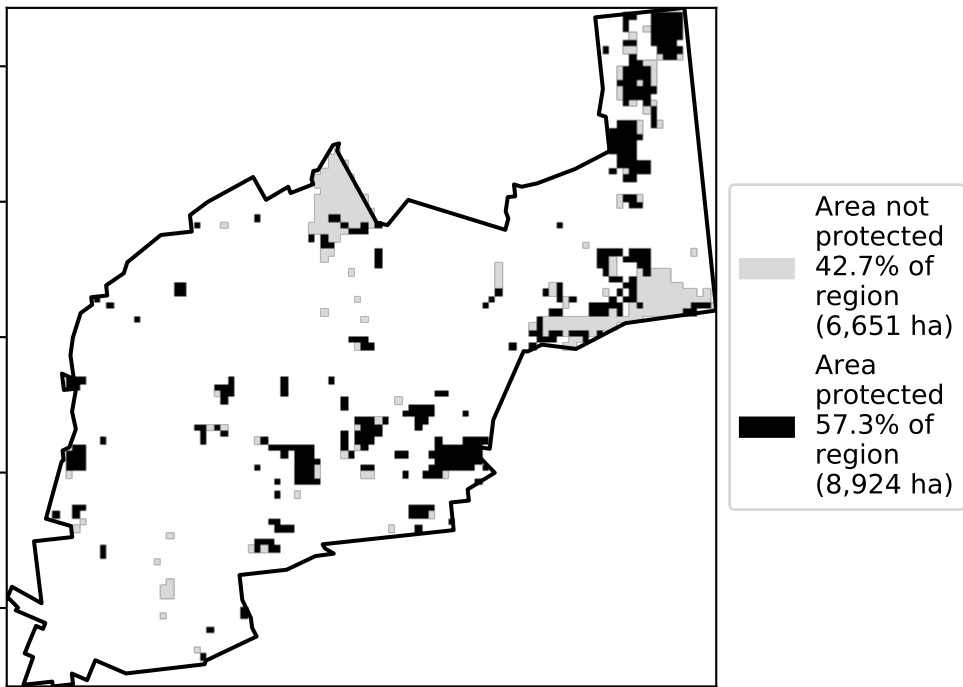 Area not
protected
42.7% of
region
(6,651 ha)
Area
protected
57.3% of
region
(8,924 ha)